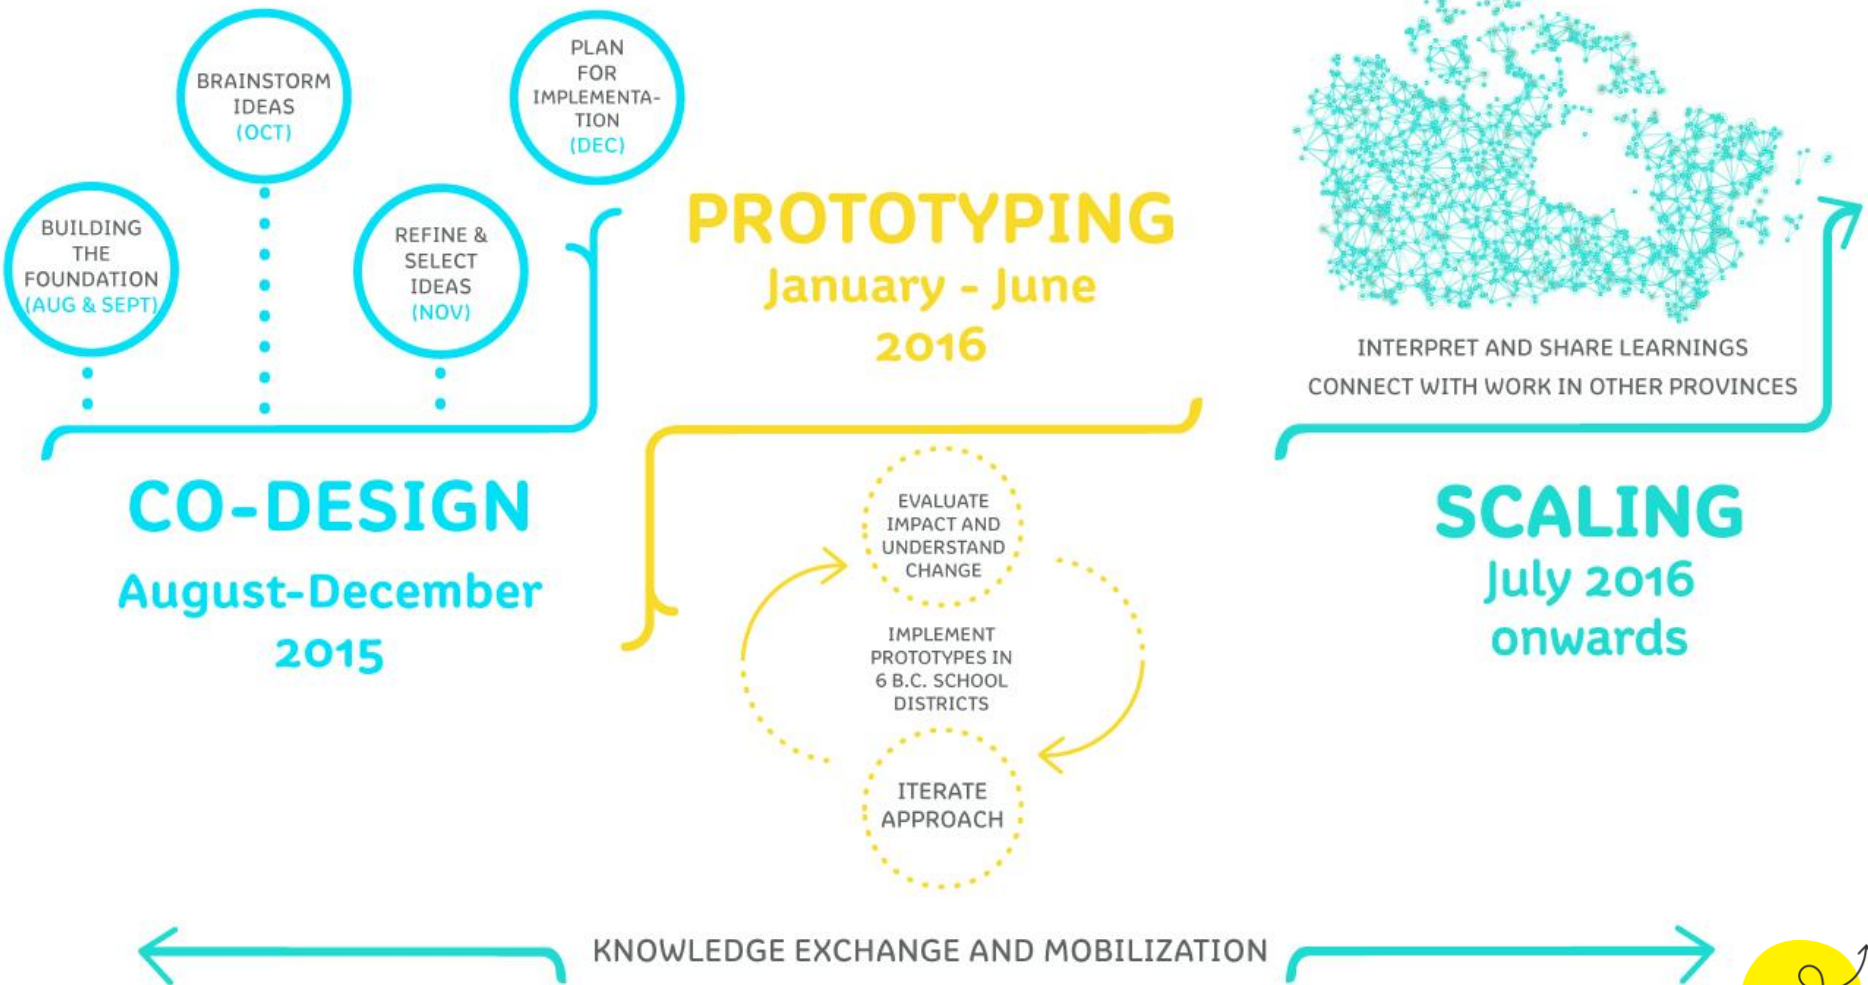 BUILDING
THE
FOUNDATION
(AUG & SEPT)
BRAINSTORM
IDEAS
(OCT)
REFINE &
SELECT
IDEAS
(NOV)
PLAN
FOR
IMPLEMENTA-
TION
(DEC)
CO-DESIGN
August-December
2015
PROTOTYPING
January - June
2016
EVALUATE
IMPACT AND
UNDERSTAND
CHANGE
IMPLEMENT
PROTOTYPES IN
6 B.C. SCHOOL
DISTRICTS
ITERATE
APPROACH
INTERPRET AND SHARE LEARNINGS
CONNECT WITH WORK IN OTHER PROVINCES
SCALING
July 2016
onwards
KNOWLEDGE EXCHANGE AND MOBILIZATION